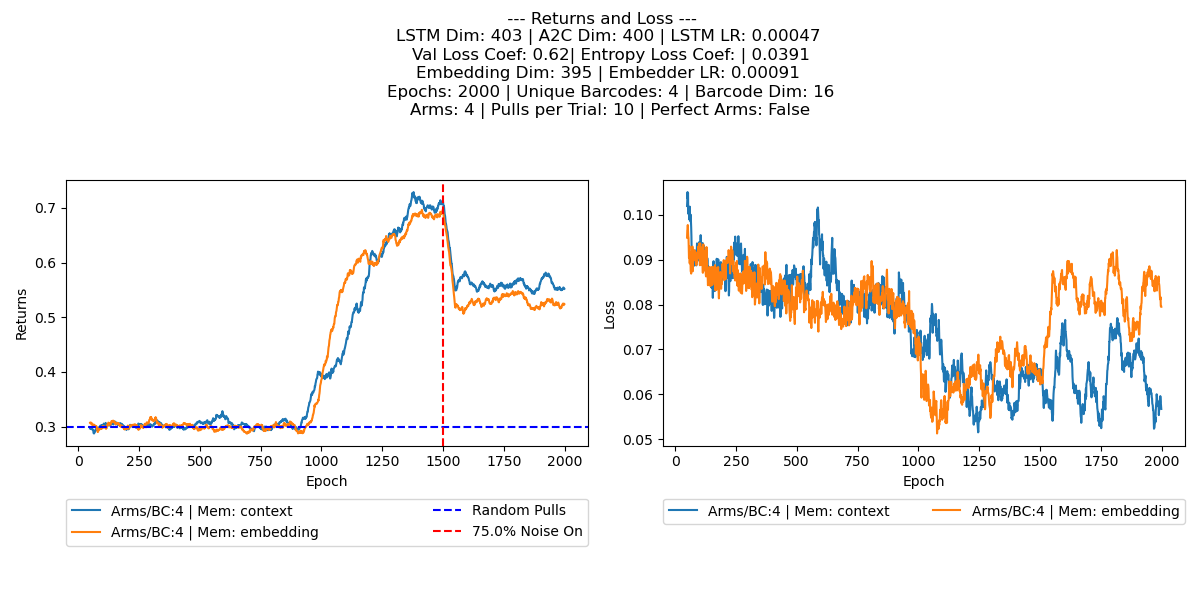 --- Returns and Loss ---
LSTM Dim: 403 | A2C Dim: 400 | LSTM LR: 0.00047
Val Loss Coef: 0.62| Entropy Loss Coef: | 0.0391
Embedding Dim: 395 | Embedder LR: 0.00091
Epochs: 2000 | Unique Barcodes: 4 | Barcode Dim: 16
Arms: 4 | Pulls per Trial: 10 | Perfect Arms: False
Returns
0.7
0.6
0.5
0.4
0.3
0 250 500 750 1000 1250 1500 1750 2000
Epoch
Arms/BC:4 | Mem: context
Arms/BC:4 | Mem: embedding
Random Pulls
75.0% Noise On
Loss
0.10
0.09
0.08
0.07
0.06
0.05
0 250 500 750 1000 1250 1500 1750 2000
Epoch
Arms/BC:4 | Mem: context
Arms/BC:4 | Mem: embedding